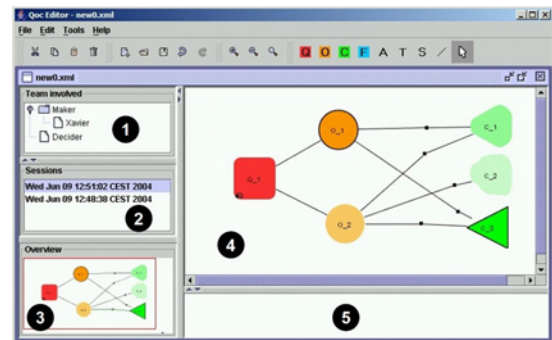 Qoc Editor - new0.xml
File Edit Tools Help
Q O C F A T S
new0.xml
Team involved
Maker
Xavier
Decider
1
Sessions
Wed Jun 09 12:51:02 CEST 2004
Wed Jun 09 12:48:38 CEST 2004
2
Overview
3
O_1
C_1
Q_1
C_2
O_2
C_3
4
5